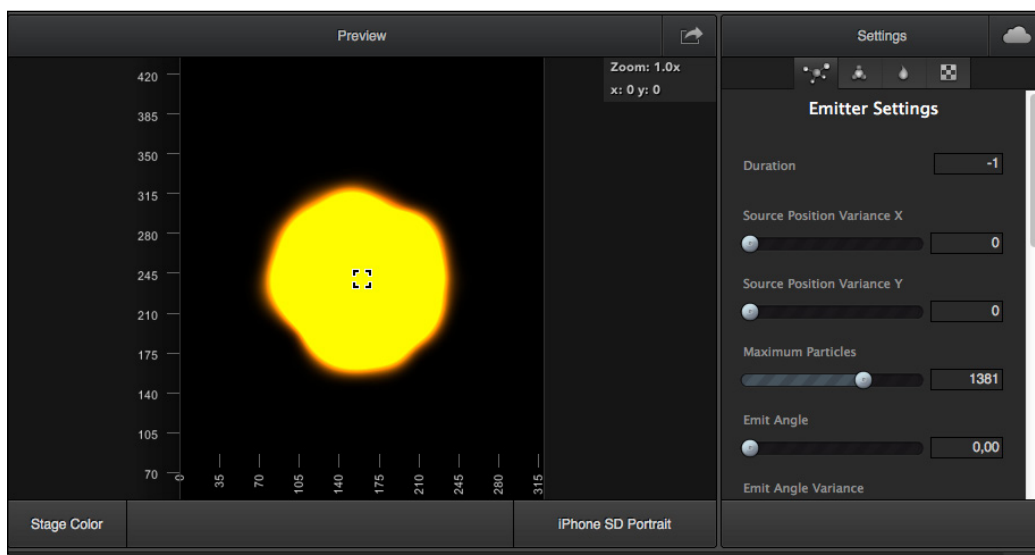 Preview
Settings
Zoom: 1.0x
x: 0 y: 0
420
385
350
315
280
245
210
175
140
105
70
0
35
70
105
140
175
210
245
280
315
Stage Color
iPhone SD Portrait
Emitter Settings
Duration
-1
Source Position Variance X
0
Source Position Variance Y
0
Maximum Particles
1381
Emit Angle
0,00
Emit Angle Variance